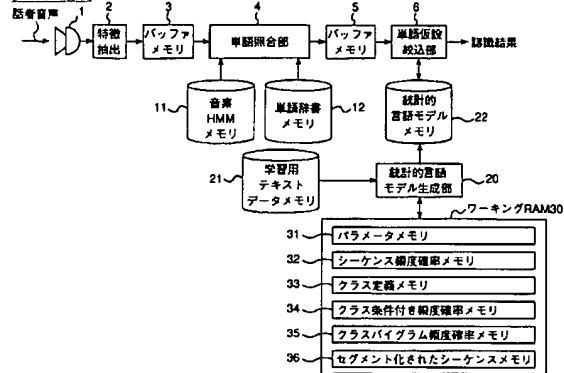 話者音声
1
2
3
4
5
6
特徴
抽出
バッファ
メモリ
単語照合部
バッファ
メモリ
単語仮設
絞込部
認識結果
11
音素
HMM
メモリ
単語辞書
メモリ
12
統計的
言語モデル
メモリ
22
21
学習用
テキスト
データメモリ
統計的言語
モデル生成部
20
ワーキングRAM30
31
パラメータメモリ
32
シーケンス頻度確率メモリ
33
クラス定義メモリ
34
クラス条件付き頻度確率メモリ
35
クラスバイグラム頻度確率メモリ
36
セグメント化されたシーケンスメモリ